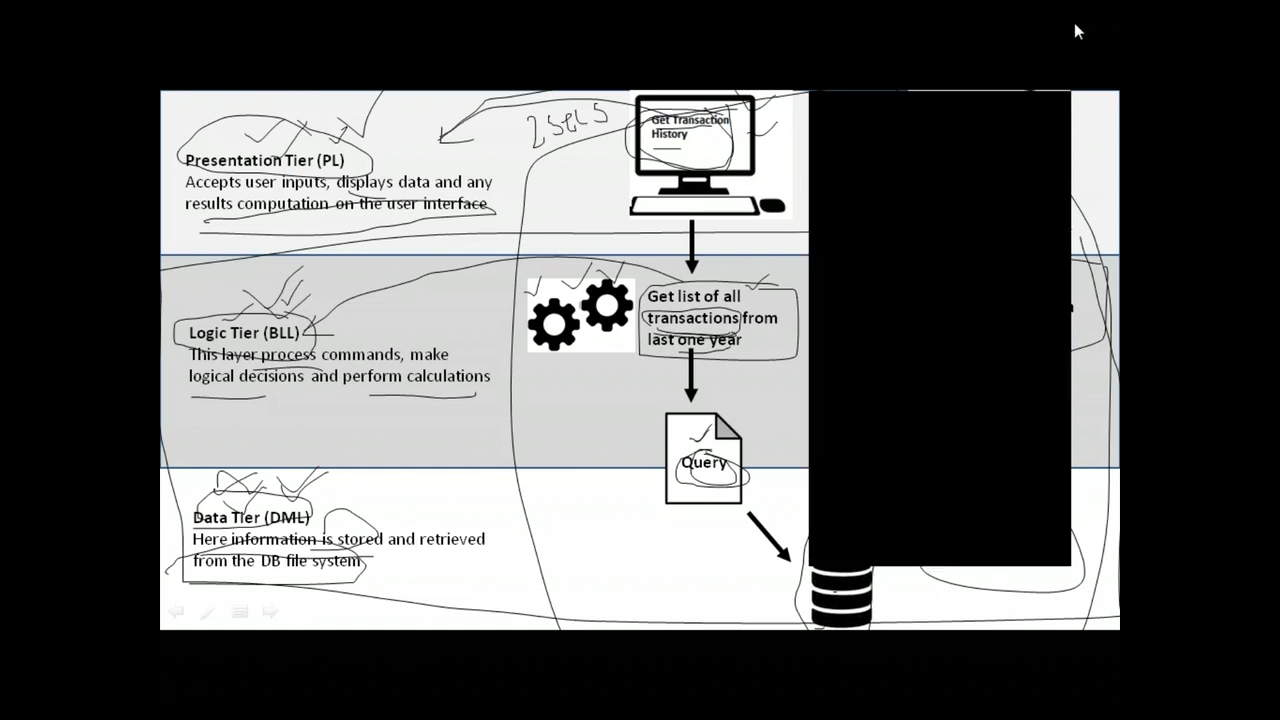 Presentation Tier (PL)
Accepts user inputs, displays data and any
results computation on the user interface
2 secs
Get Transaction
History
Logic Tier (BLL)
This layer process commands, make
logical decisions and perform calculations
Get list of all
transactions from
last one year
Query
Data Tier (DML)
Here information is stored and retrieved
from the DB file system